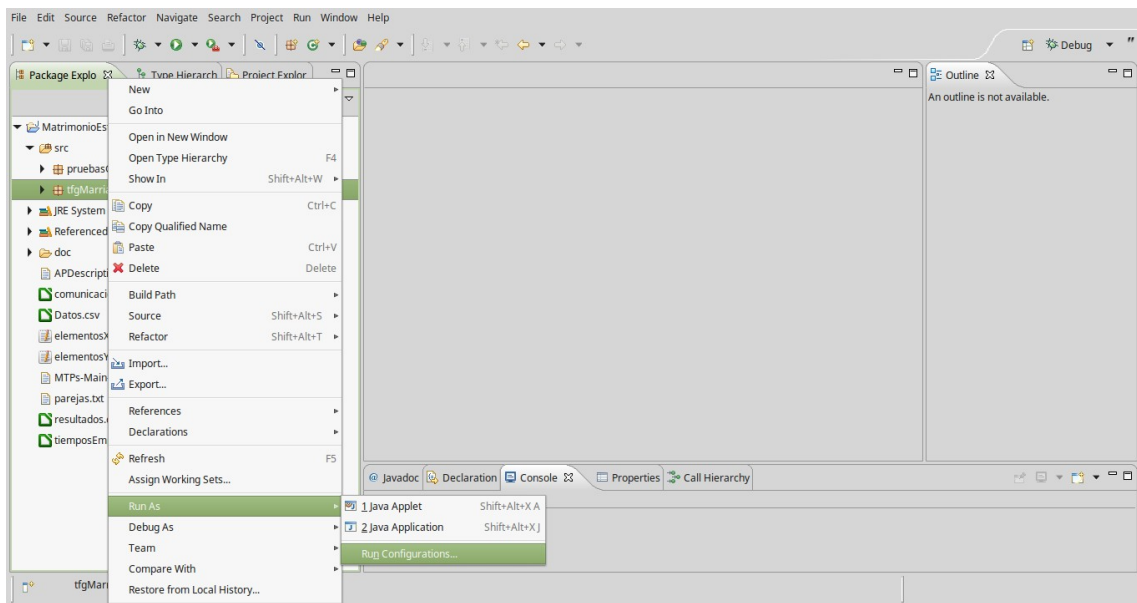 File Edit Source Refactor Navigate Search Project Run Window Help
Debug
Package Explo
Type Hierarch
Project Explor
MatrimonioEs
src
pruebas
tfgMarria
JRE System
Referenced
doc
APDescripti
comunicaci
Datos.csv
elementosX
elementosY
MTPs-Main
parejas.txt
resultados.
tiemposEm
New
Go Into
Open in New Window
Open Type Hierarchy F4
Show In Shift+Alt+W
Copy Ctrl+C
Copy Qualified Name
Paste Ctrl+V
Delete Delete
Build Path
Source Shift+Alt+S
Refactor Shift+Alt+T
Import...
Export...
References
Declarations
Refresh F5
Assign Working Sets...
Run As
Debug As
Team
Compare With
Restore from Local History...
1 Java Applet Shift+Alt+X A
2 Java Application Shift+Alt+X J
Run Configurations...
Outline
An outline is not available.
@ Javadoc Declaration Console Properties Call Hierarchy
tfgMarr